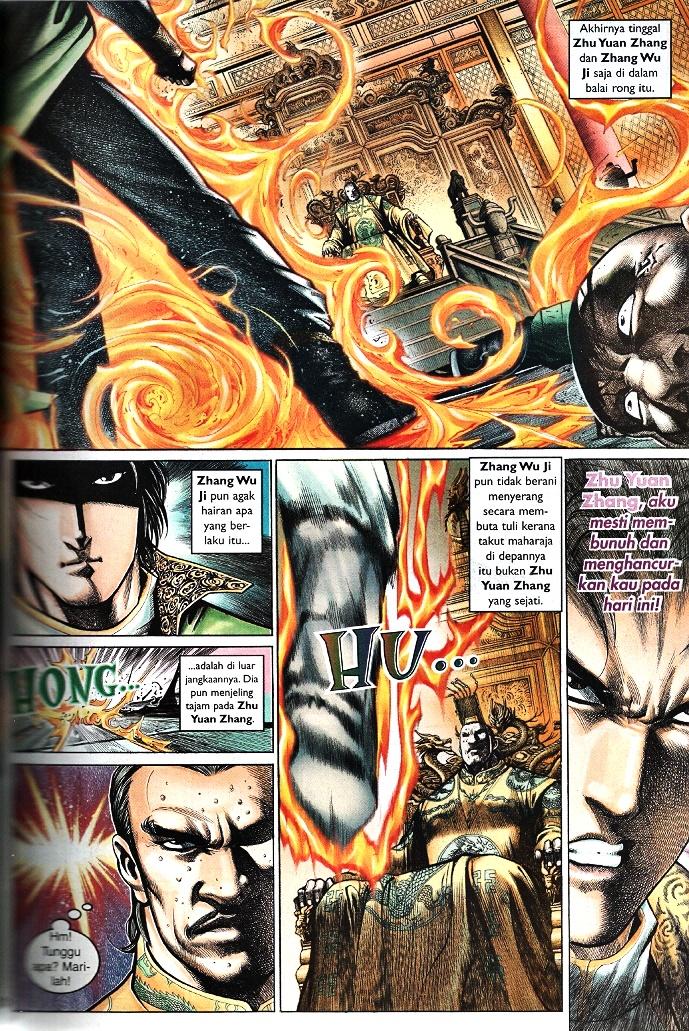 Akhirnya tinggal
Zhu Yuan Zhang
dan Zhang Wu
Ji saja di dalam
balai rong itu.
Zhang Wu
Ji pun agak
hairan apa
yang ber-
laku itu...
HONG...
...adalah di luar
jangkaannya. Dia
pun menjeling
tajam pada Zhu
Yuan Zhang.
Hm!
Tunggu
apa? Mari-
lah!
Zhang Wu Ji
pun tidak berani
menyerang
secara mem-
buta tuli kerana
takut maharaja
di depannya
itu bukan Zhu
Yuan Zhang
yang sejati.
HU...
Zhu Yuan
Zhang, aku
mesti mem-
bunuh dan
menghancur-
kan kau pada
hari ini!